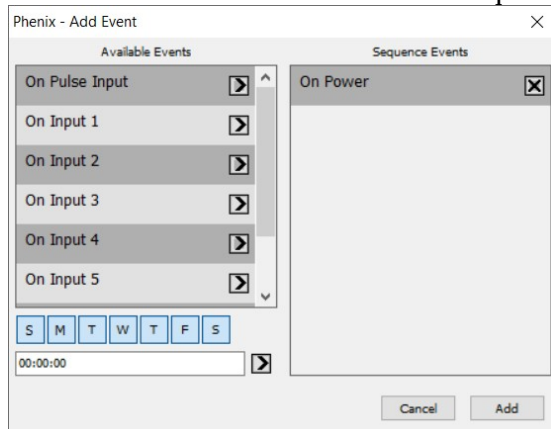 Phenix - Add Event
Available Events
On Pulse Input
On Input 1
On Input 2
On Input 3
On Input 4
On Input 5
S M T W T F S
00:00:00
Sequence Events
On Power
Cancel Add